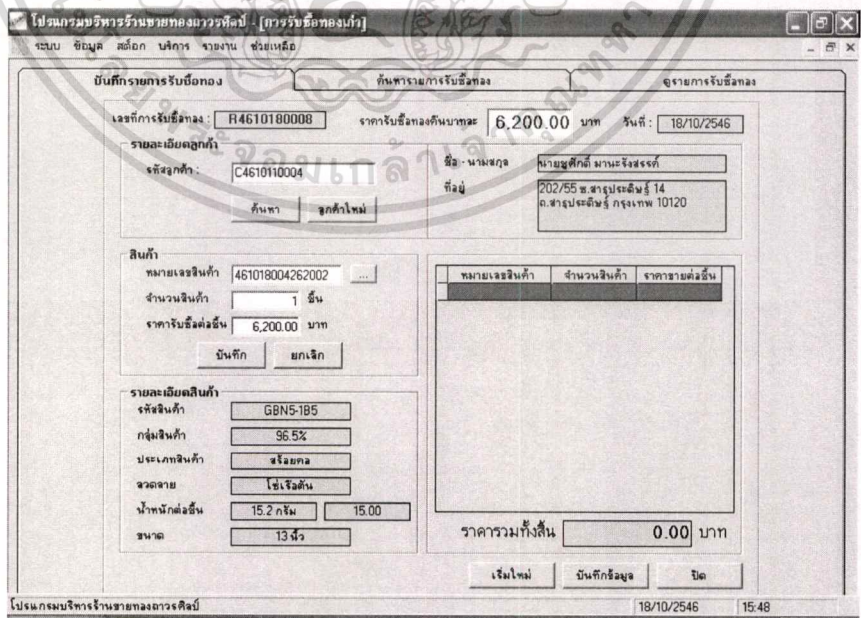 โปรแกรมบริหารร้านขายทองถาวรศิลป์ - [การรับซื้อทองเก่า]
ระบบ ข้อมูล สต็อก บริการ รายงาน ช่วยเหลือ
บันทึกรายการรับซื้อทอง ค้นหารายการรับซื้อทอง ดูรายการรับซื้อทอง
เลขที่การรับซื้อทอง : R4610180008 ราคารับซื้อทองคืนบาทละ 6,200.00 บาท วันที่ : 18/10/2546
รายละเอียดลูกค้า
รหัสลูกค้า : C4610110004
ค้นหา ลูกค้าใหม่
ชื่อ - นามสกุล นายชูศักดิ์ มานะรังสรรค์
ที่อยู่ 202/55 ซ.สาธุประดิษฐ์ 14
ถ.สาธุประดิษฐ์ กรุงเทพ 10120
สินค้า
หมายเลขสินค้า 461018004262002 ...
จำนวนสินค้า 1 ชิ้น
ราคารับซื้อต่อชิ้น 6,200.00 บาท
บันทึก ยกเลิก
หมายเลขสินค้า จำนวนสินค้า ราคาขายต่อชิ้น
รายละเอียดสินค้า
รหัสสินค้า GBN5-1B5
กลุ่มสินค้า 96.5%
ประเภทสินค้า สร้อยคอ
ลวดลาย โซ่เรือตัน
น้ำหนักต่อชิ้น 15.2 กรัม 15.00
ขนาด 13 นิ้ว
ราคารวมทั้งสิ้น 0.00 บาท
เริ่มใหม่ บันทึกข้อมูล ปิด
โปรแกรมบริหารร้านขายทองถาวรศิลป์ 18/10/2546 15:48